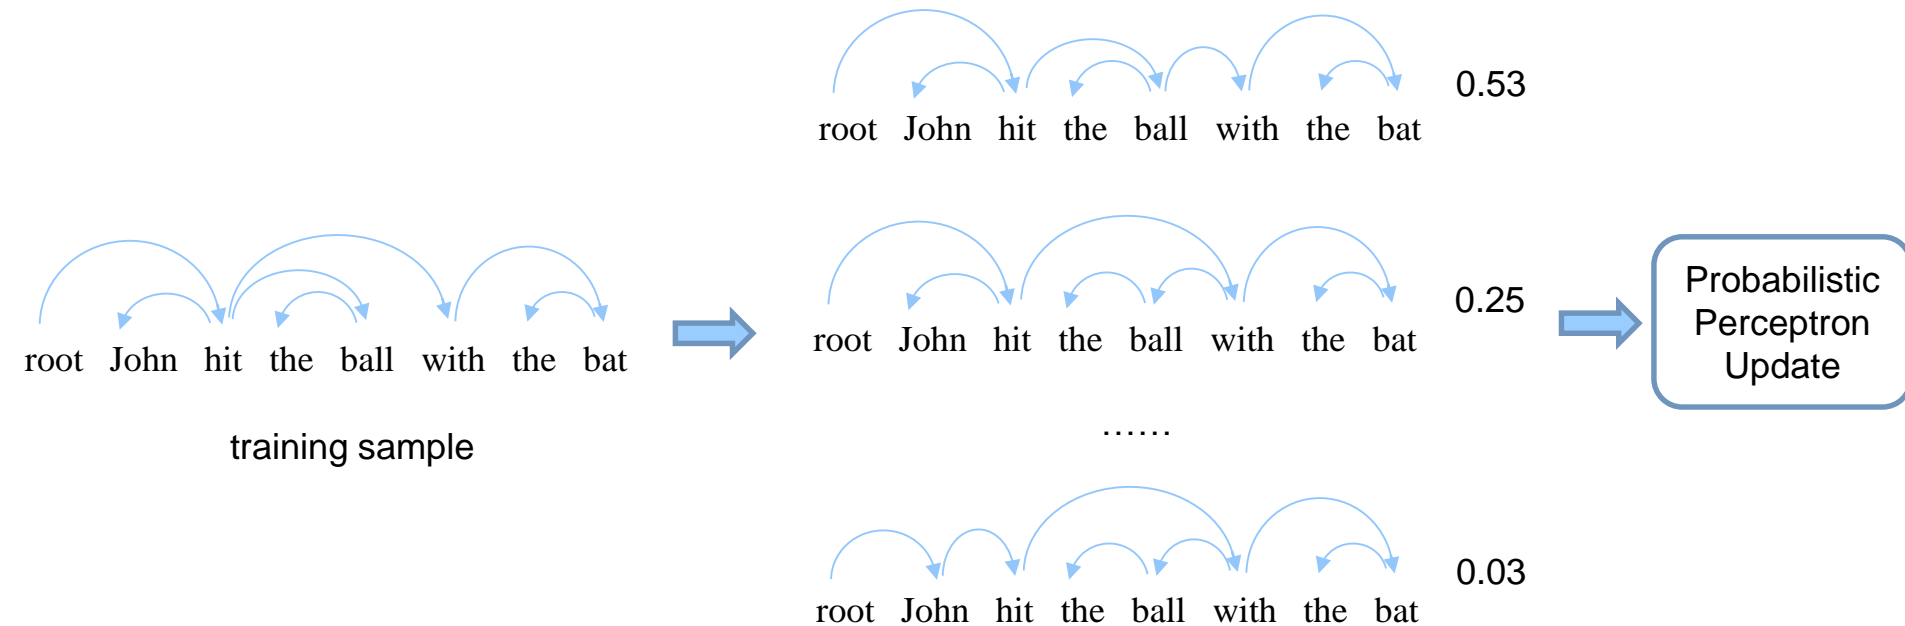 root John hit the ball with the bat
training sample
root John hit the ball with the bat
0.53
root John hit the ball with the bat
0.25
......
root John hit the ball with the bat
0.03
Probabilistic
Perceptron
Update